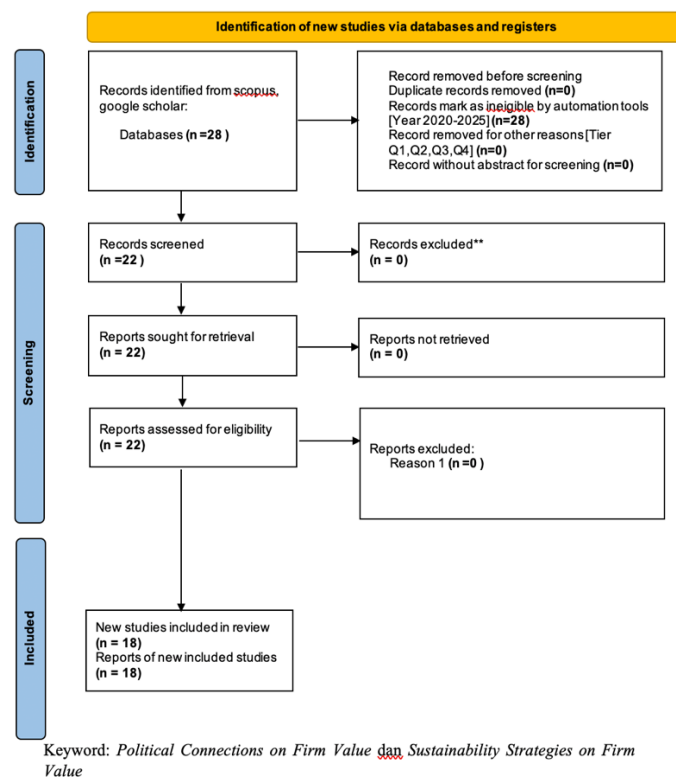 Identification of new studies via databases and registers
Identification
Records identified from scopus,
google scholar:
Databases (n =28 )
Record removed before screening
Duplicate records removed (n=0)
Records mark as ineigible by automation tools
[Year 2020-2025] (n=28)
Record removed for other reasons [Tier
Q1,Q2,Q3,Q4] (n=0)
Record without abstract for screening (n=0)
Screening
Records screened
(n =22 )
Records excluded**
(n = 0)
Reports sought for retrieval
(n = 22)
Reports not retrieved
(n = 0)
Reports assessed for eligibility
(n = 22)
Reports excluded:
Reason 1 (n =0 )
Included
New studies included in review
(n = 18)
Reports of new included studies
(n = 18)
Keyword: Political Connections on Firm Value dan Sustainability Strategies on Firm
Value